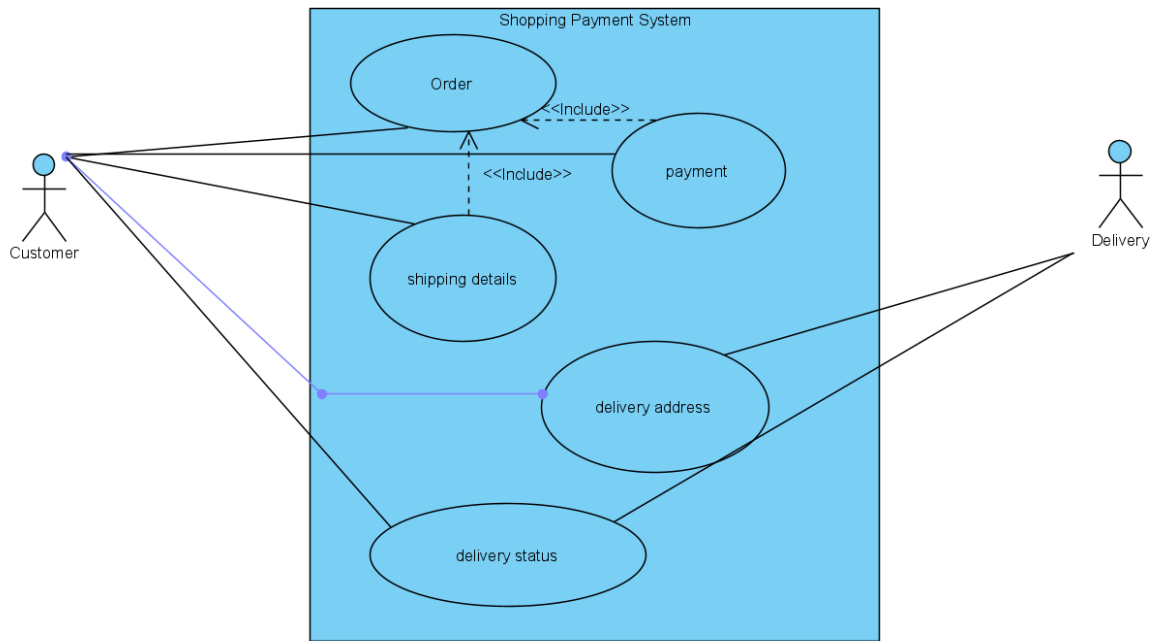 Shopping Payment System
Order
<<Include>>
payment
<<Include>>
Customer
Delivery
shipping details
delivery address
delivery status